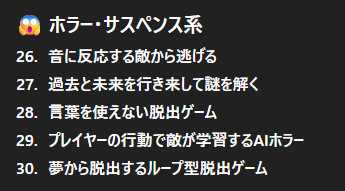 😱 ホラー・サスペンス系
26. 音に反応する敵から逃げる
27. 過去と未来を行き来して謎を解く
28. 言葉を使えない脱出ゲーム
29. プレイヤーの行動で敵が学習するAIホラー
30. 夢から脱出するループ型脱出ゲーム